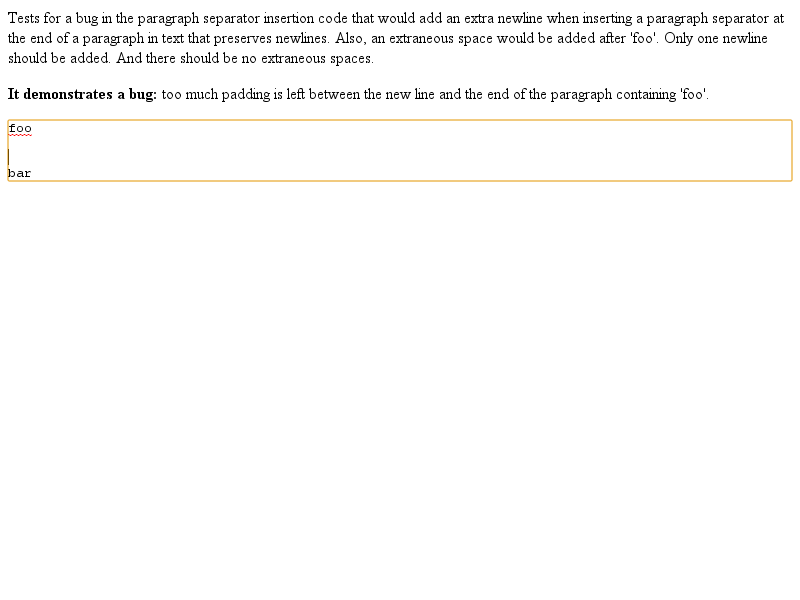 Tests for a bug in the paragraph separator insertion code that would add an extra newline when inserting a paragraph separator at
the end of a paragraph in text that preserves newlines. Also, an extraneous space would be added after 'foo'. Only one newline
should be added. And there should be no extraneous spaces.
It demonstrates a bug: too much padding is left between the new line and the end of the paragraph containing 'foo'.
foo
bar